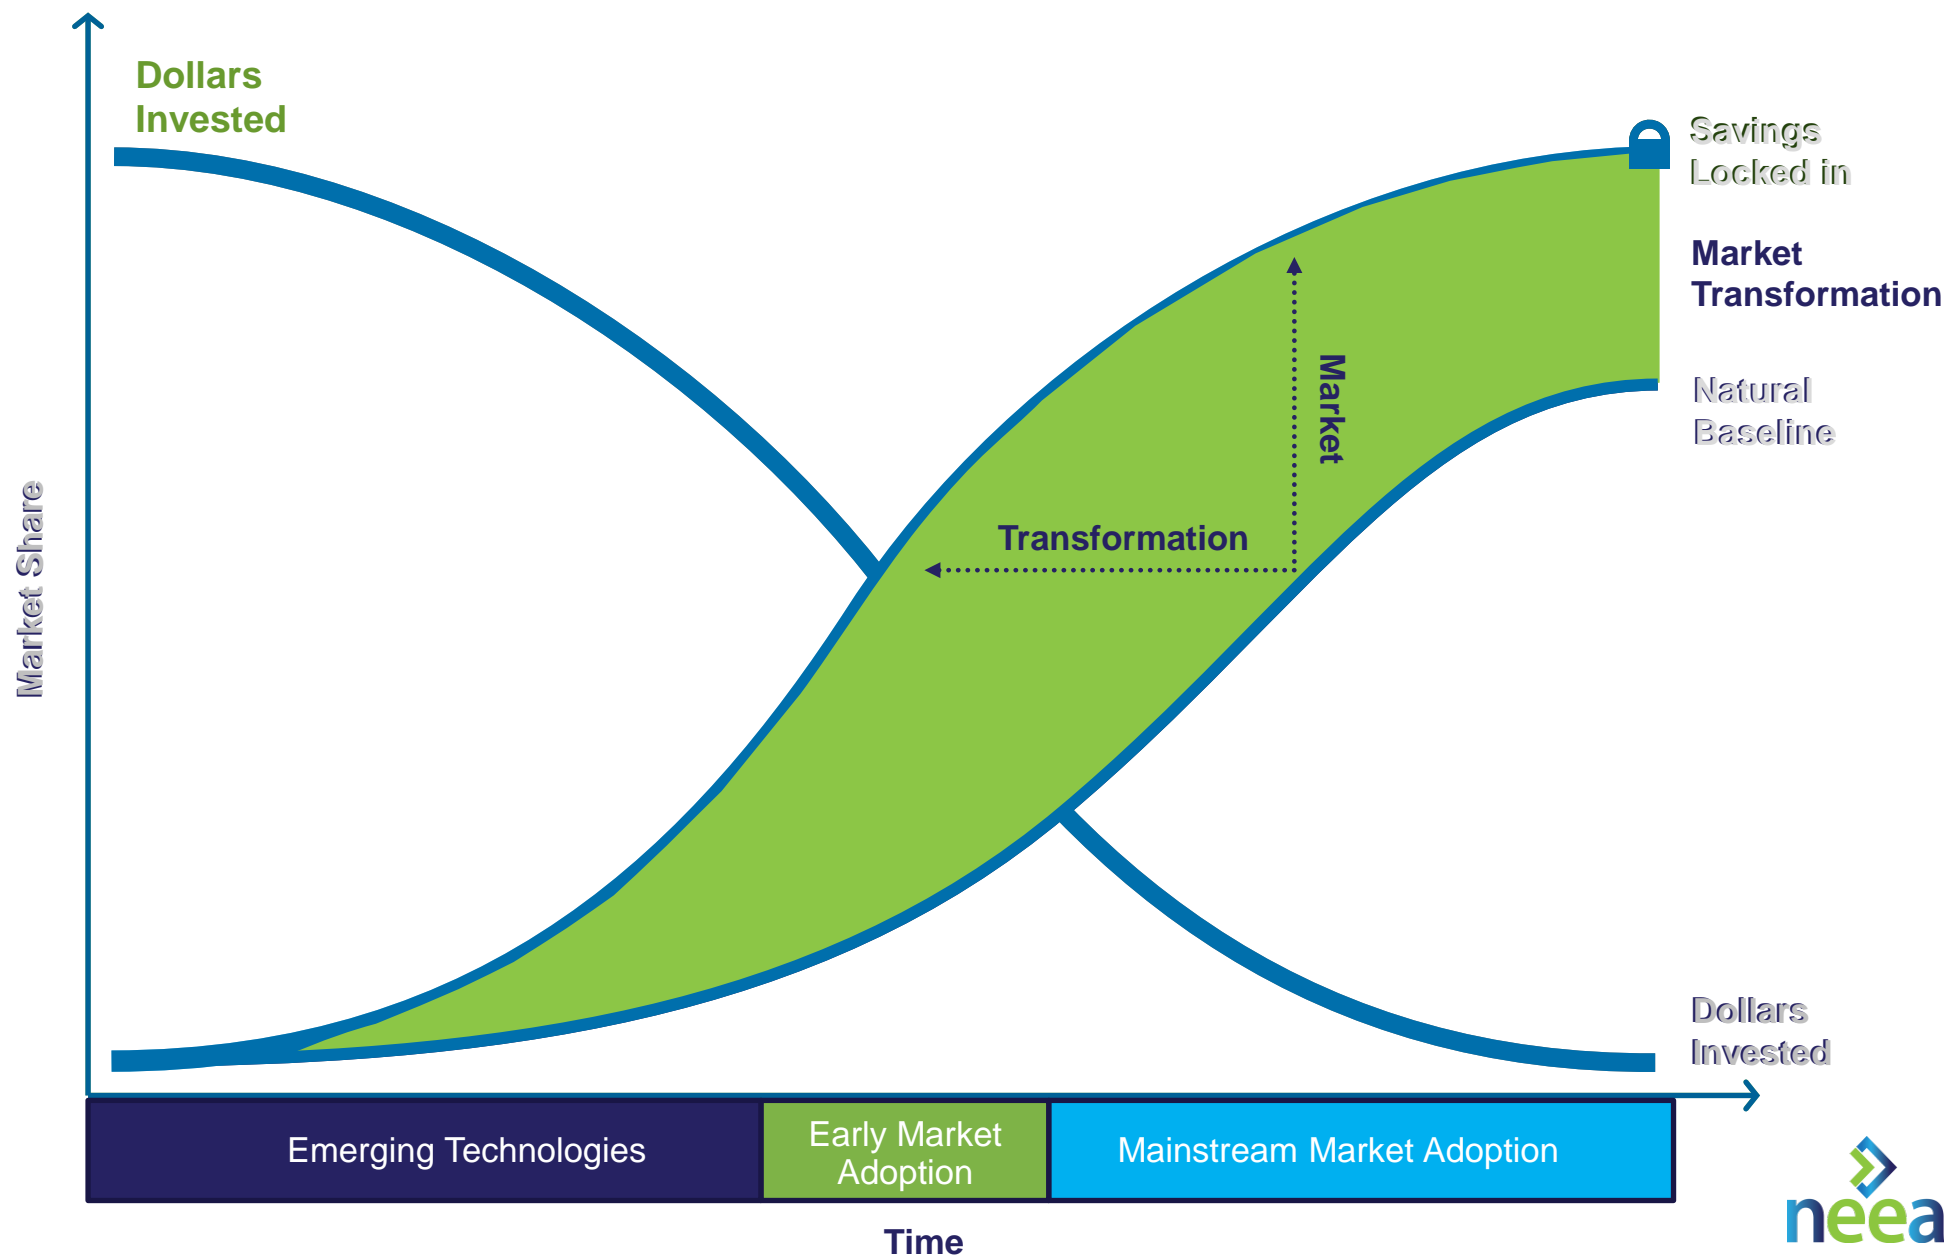 Dollars
Invested
Savings
Locked in
Market
Transformation
Natural
Baseline
Market
Transformation
Market Share
Dollars
Invested
Emerging Technologies
Early Market
Adoption
Mainstream Market Adoption
Time
neea